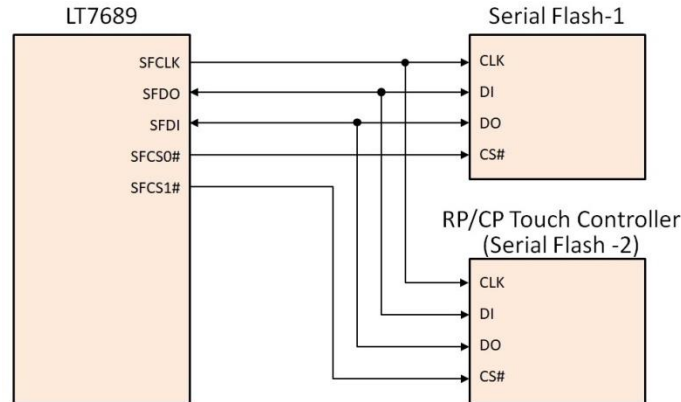 LT7689
Serial Flash-1
SFCLK
SFDO
SFDI
SFCS0#
SFCS1#
CLK
DI
DO
CS#
RP/CP Touch Controller
(Serial Flash -2)
CLK
DI
DO
CS#